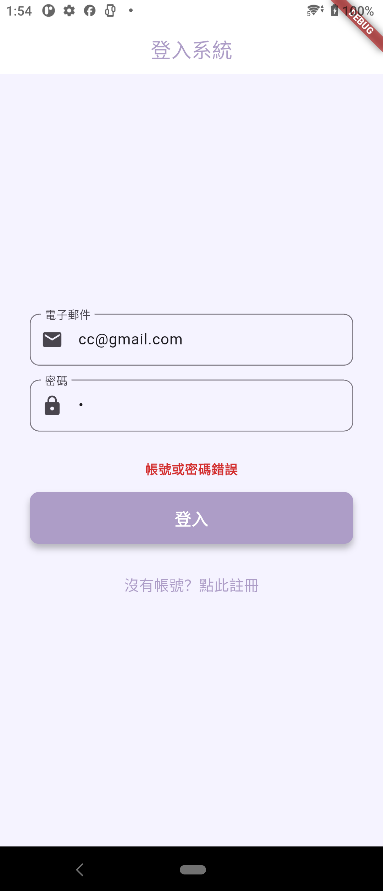 1:54
100%
DEBUG
登入系統
電子郵件
cc@gmail.com
密碼
•
帳號或密碼錯誤
登入
沒有帳號？點此註冊